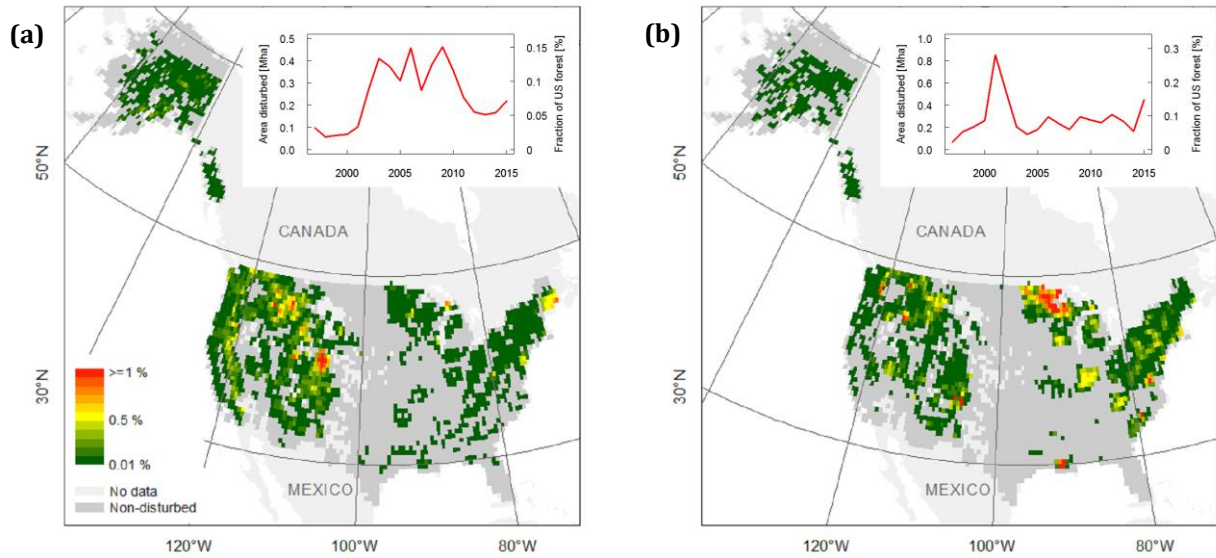 (a)
Area disturbed [Mha]
0.5
0.4
0.3
0.2
0.1
0.0
0.15
0.10
0.05
0
Fraction of US forest [%]
2000 2005 2010 2015
50°N
30°N
CANADA
MEXICO
>=1 %
0.5 %
0.01 %
No data
Non-disturbed
120°W 100°W 80°W
(b)
Area disturbed [Mha]
1.0
0.8
0.6
0.4
0.2
0.0
0.3
0.2
0.1
0
Fraction of US forest [%]
2000 2005 2010 2015
50°N
30°N
CANADA
MEXICO
120°W 100°W 80°W